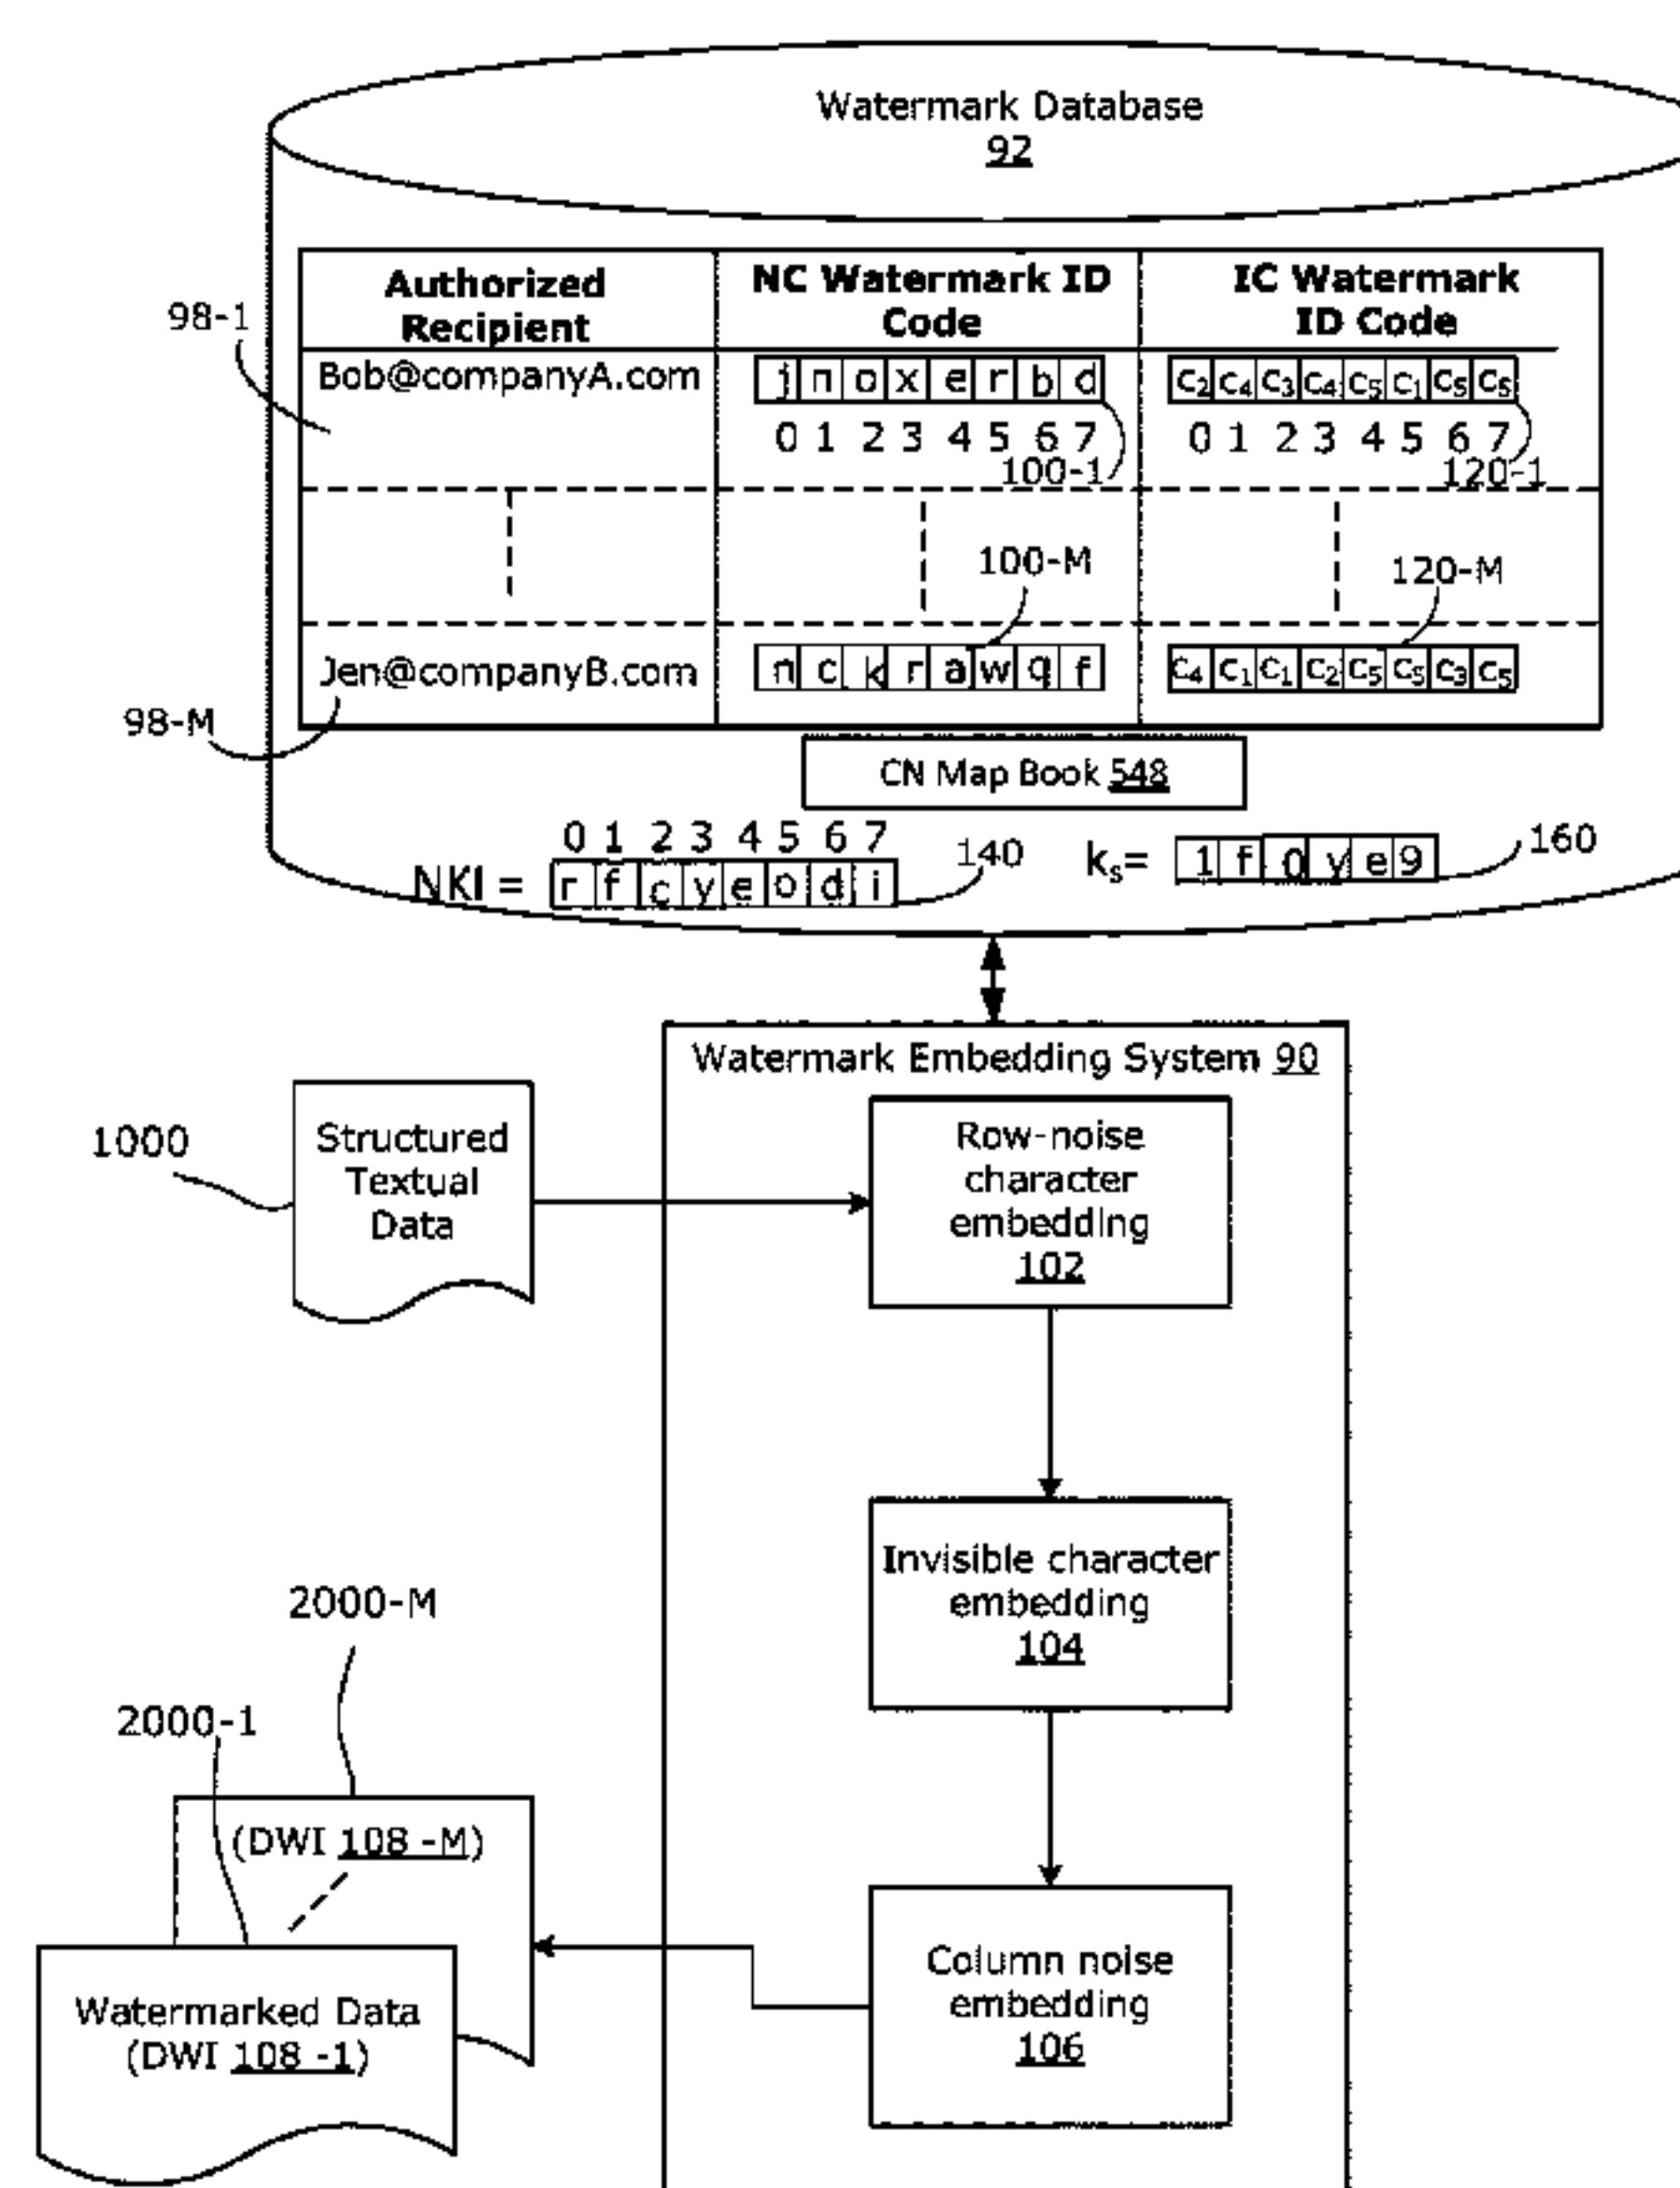 Watermark Database
92
Authorized Recipient
NC Watermark ID Code
IC Watermark ID Code
98-1
Bob@companyA.com
j n o x e r b d
C2 C4 C3 C4 C5 C1 C5 C5
0 1 2 3 4 5 6 7
0 1 2 3 4 5 6 7
100-1
120-1
100-M
120-M
Jen@companyB.com
n c k r a w q f
C4 C1 C1 C2 C5 C5 C3 C5
98-M
CN Map Book 548
0 1 2 3 4 5 6 7
NKI = r f c y e o d i
140
ks= 1 f 0 y e 9
160
Watermark Embedding System 90
1000
Structured
Textual
Data
Row-noise
character
embedding
102
Invisible character
embedding
104
2000-M
2000-1
(DWI 108 -M)
Column noise
embedding
106
Watermarked Data
(DWI 108 -1)